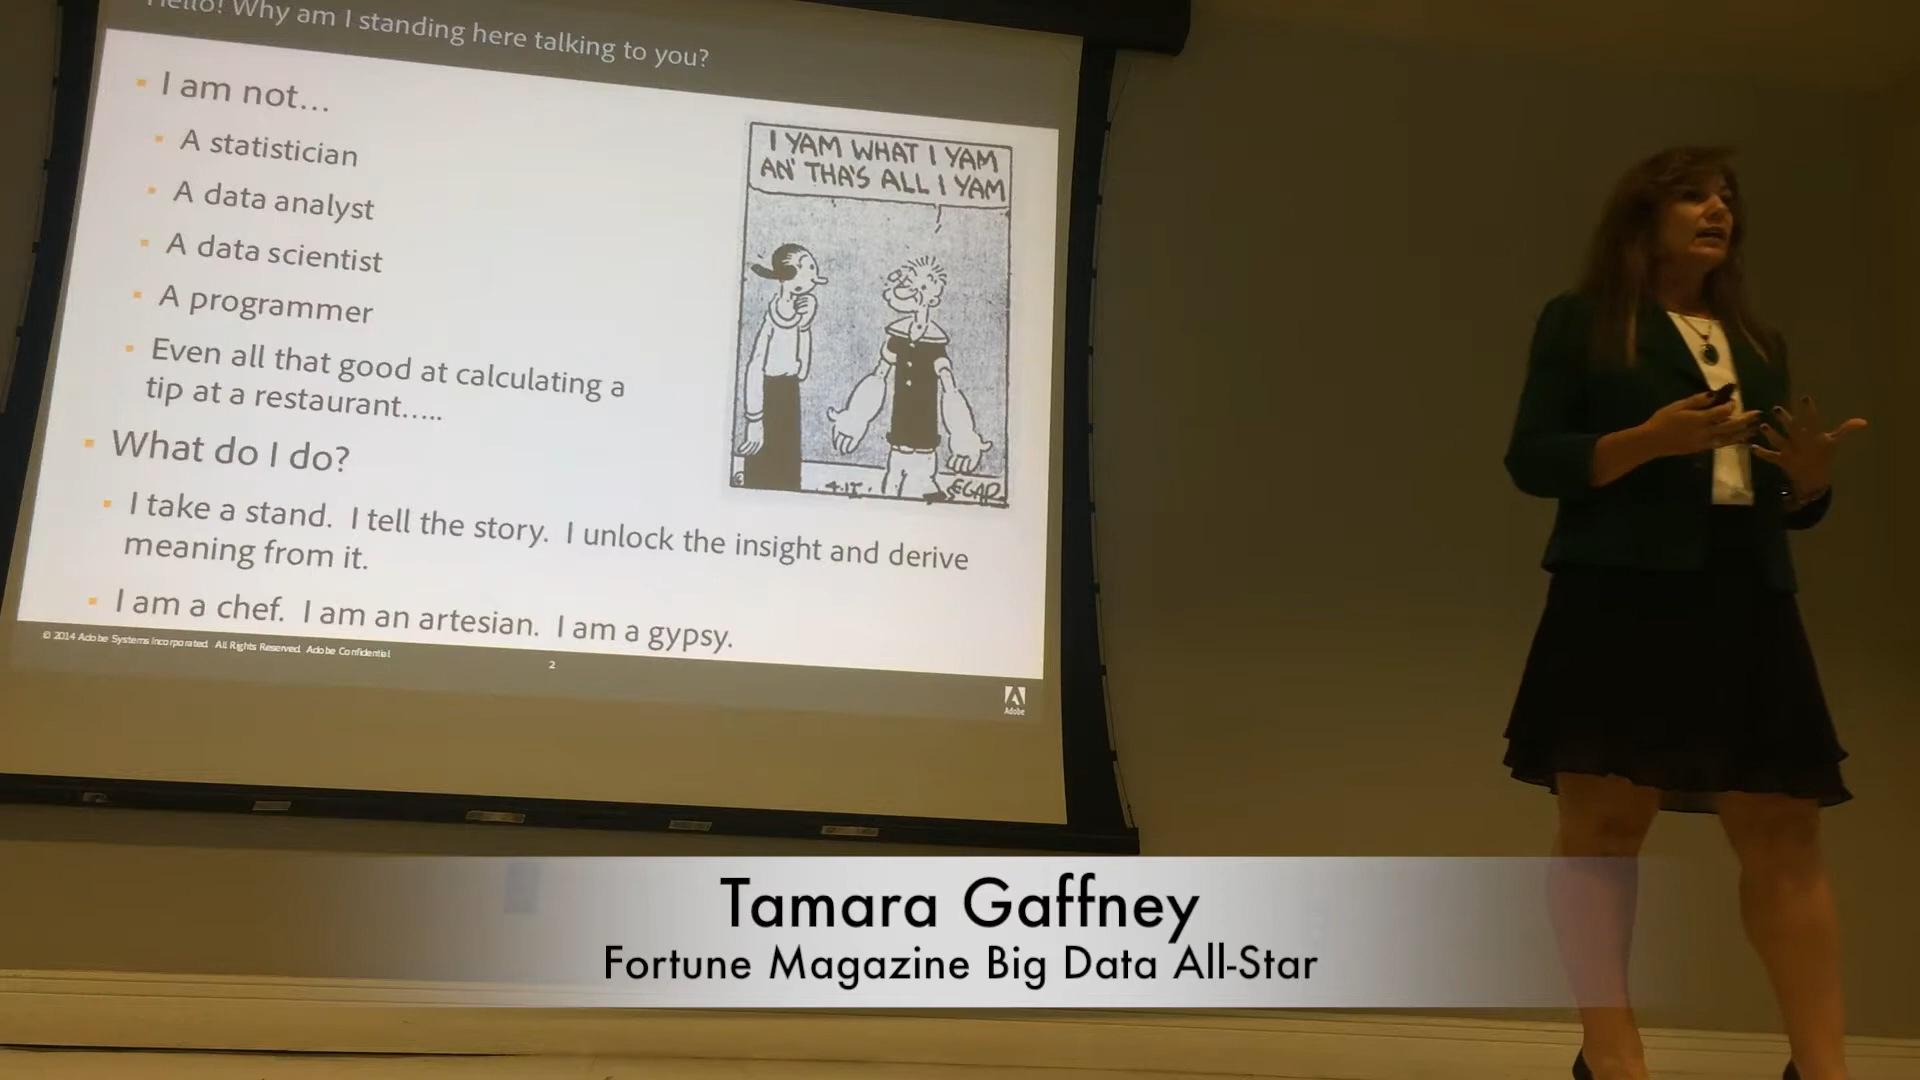 Hello! Why am I standing here talking to you?
I am not...
A statistician
A data analyst
A data scientist
A programmer
Even all that good at calculating a
tip at a restaurant.....
What do I do?
I take a stand. I tell the story. I unlock the insight and derive
meaning from it.
I am a chef. I am an artesian. I am a gypsy.
I YAM WHAT I YAM
AN' THA'S ALL I YAM
4-15.
SEGAR
© 2014 Adobe Systems Incorporated. All Rights Reserved. Adobe Confidential
2
Adobe
Tamara Gaffney
Fortune Magazine Big Data All-Star